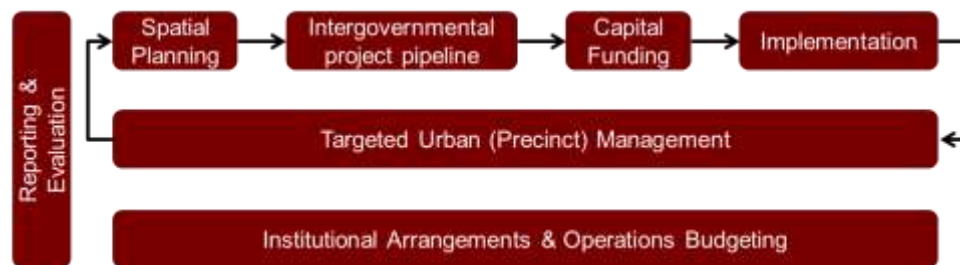 Reporting &
Evaluation
Spatial
Planning
Intergovernmental
project pipeline
Capital
Funding
Implementation
Targeted Urban (Precinct) Management
Institutional Arrangements & Operations Budgeting